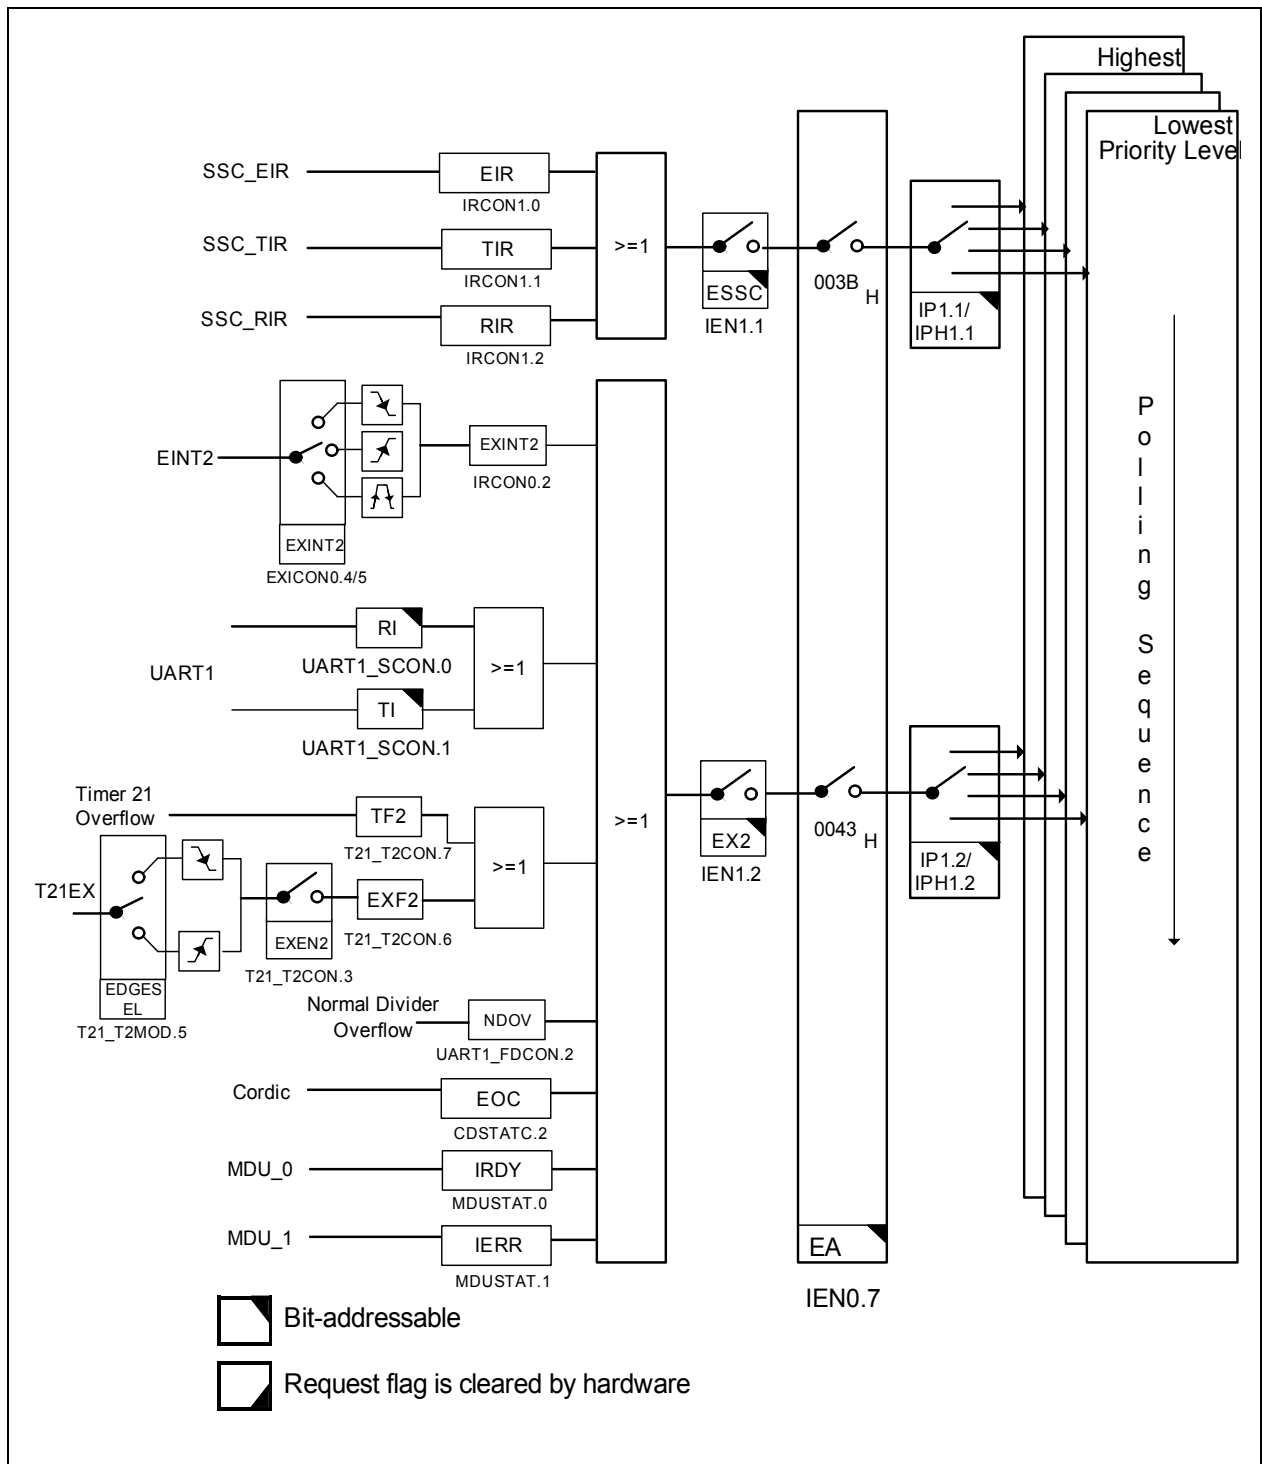 Highest
Lowest
Priority Level
SSC_EIR
EIR
IRCON1.0
SSC_TIR
TIR
IRCON1.1
SSC_RIR
RIR
IRCON1.2
>=1
ESSC
IEN1.1
003B H
IP1.1/
IPH1.1
EINT2
EXINT2
EXICON0.4/5
EXINT2
IRCON0.2
UART1
RI
UART1_SCON.0
TI
UART1_SCON.1
>=1
Timer 21
Overflow
TF2
T21_T2CON.7
T21EX
EDGES
EL
T21_T2MOD.5
EXEN2
T21_T2CON.3
EXF2
T21_T2CON.6
>=1
Normal Divider
Overflow
NDOV
UART1_FDCON.2
Cordic
EOC
CDSTATC.2
MDU_0
IRDY
MDUSTAT.0
MDU_1
IERR
MDUSTAT.1
>=1
EX2
IEN1.2
0043 H
IP1.2/
IPH1.2
EA
IEN0.7
Polling Sequence
Bit-addressable
Request flag is cleared by hardware